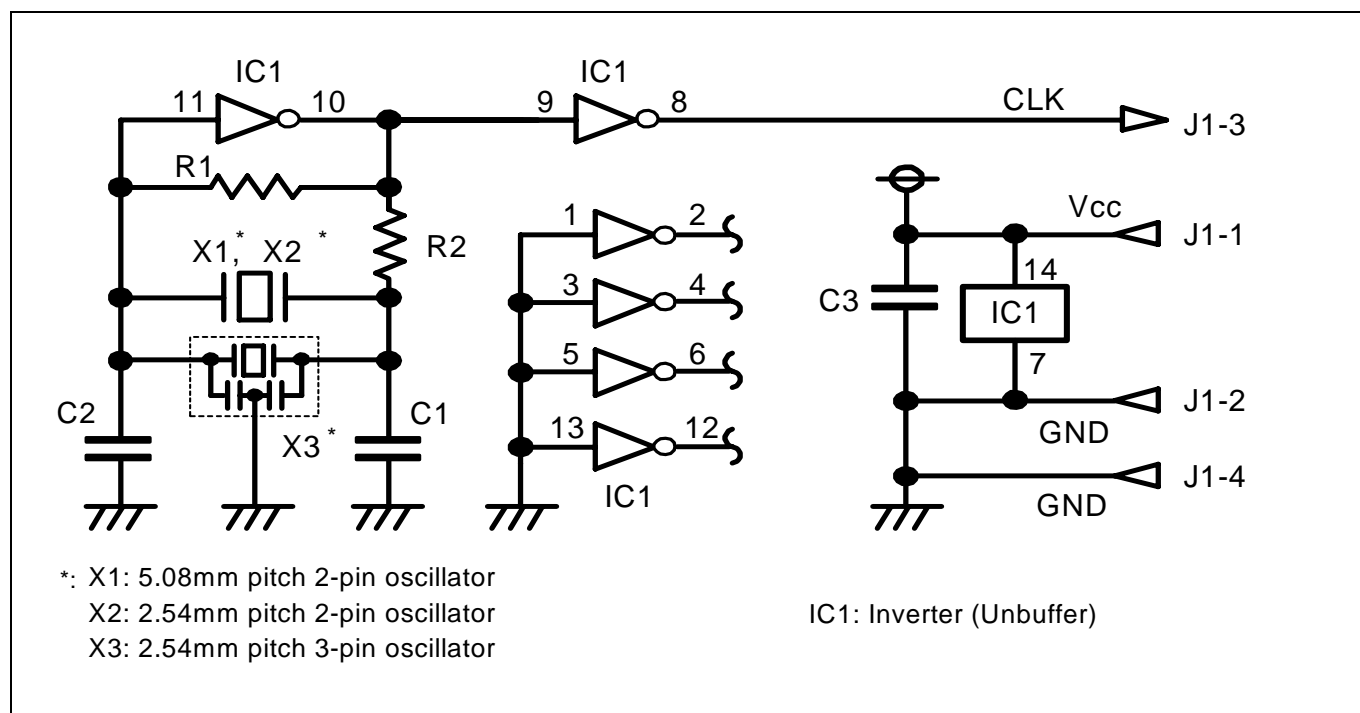 IC1
IC1
11 10 9 8 CLK J1-3
R1
1 2 Vcc J1-1
X1,* X2 * R2
14
3 4 C3 IC1
5 6 7
C2 C1 J1-2
X3 * 13 12 GND
IC1 J1-4
GND
*: X1: 5.08mm pitch 2-pin oscillator
X2: 2.54mm pitch 2-pin oscillator IC1: Inverter (Unbuffer)
X3: 2.54mm pitch 3-pin oscillator